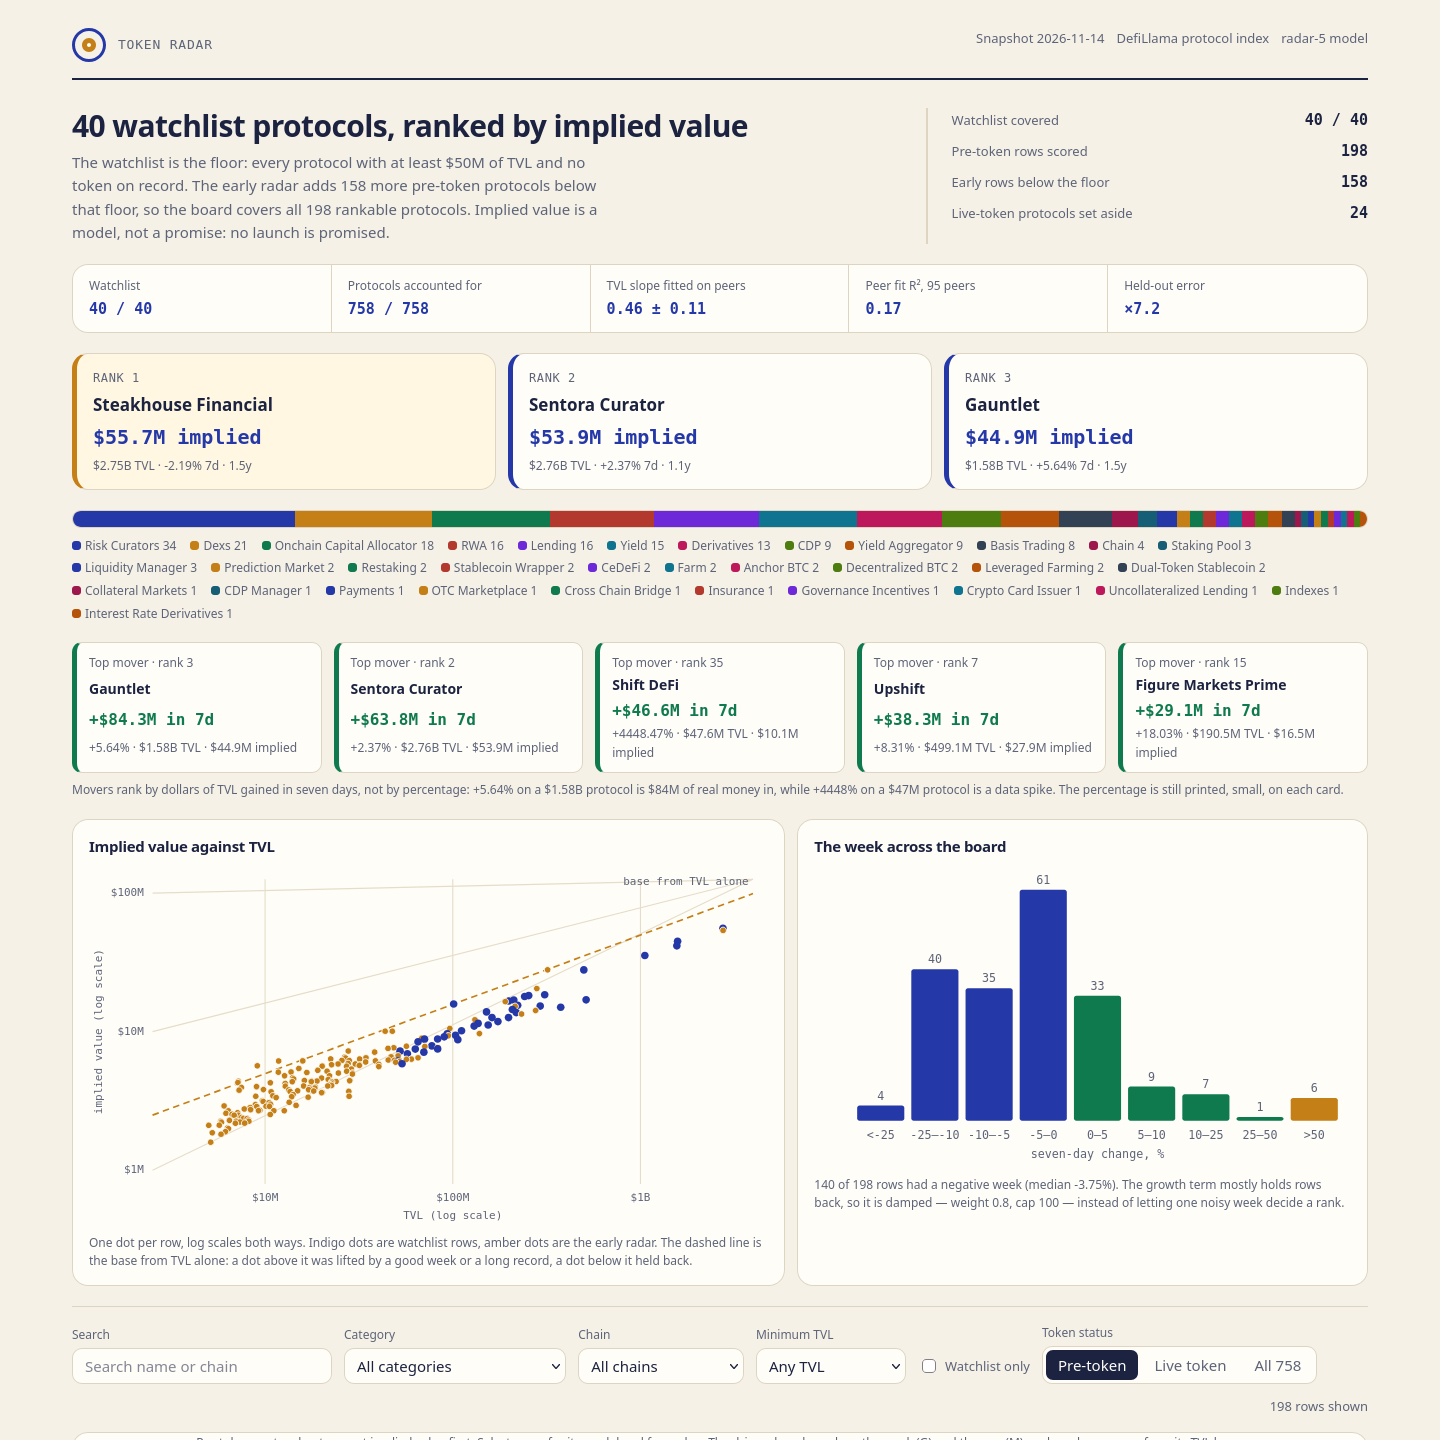 TOKEN RADAR
Snapshot 2026-11-14 DefiLlama protocol index radar-5 model
40 watchlist protocols, ranked by implied value
The watchlist is the floor: every protocol with at least $50M of TVL and no
token on record. The early radar adds 158 more pre-token protocols below
that floor, so the board covers all 198 rankable protocols. Implied value is a
model, not a promise: no launch is promised.
Watchlist covered 40 / 40
Pre-token rows scored 198
Early rows below the floor 158
Live-token protocols set aside 24
Watchlist
40 / 40
Protocols accounted for
758 / 758
TVL slope fitted on peers
0.46 ± 0.11
Peer fit R², 95 peers
0.17
Held-out error
×7.2
RANK 1
Steakhouse Financial
$55.7M implied
$2.75B TVL · -2.19% 7d · 1.5y
RANK 2
Sentora Curator
$53.9M implied
$2.76B TVL · +2.37% 7d · 1.1y
RANK 3
Gauntlet
$44.9M implied
$1.58B TVL · +5.64% 7d · 1.5y
Risk Curators 34 Dexs 21 Onchain Capital Allocator 18 RWA 16 Lending 16 Yield 15 Derivatives 13 CDP 9 Yield Aggregator 9 Basis Trading 8 Chain 4 Staking Pool 3
Liquidity Manager 3 Prediction Market 2 Restaking 2 Stablecoin Wrapper 2 CeDeFi 2 Farm 2 Anchor BTC 2 Decentralized BTC 2 Leveraged Farming 2 Dual-Token Stablecoin 2
Collateral Markets 1 CDP Manager 1 Payments 1 OTC Marketplace 1 Cross Chain Bridge 1 Insurance 1 Governance Incentives 1 Crypto Card Issuer 1 Uncollateralized Lending 1 Indexes 1
Interest Rate Derivatives 1
Top mover · rank 3
Gauntlet
+$84.3M in 7d
+5.64% · $1.58B TVL · $44.9M implied
Top mover · rank 2
Sentora Curator
+$63.8M in 7d
+2.37% · $2.76B TVL · $53.9M implied
Top mover · rank 35
Shift DeFi
+$46.6M in 7d
+4448.47% · $47.6M TVL · $10.1M
implied
Top mover · rank 7
Upshift
+$38.3M in 7d
+8.31% · $499.1M TVL · $27.9M implied
Top mover · rank 15
Figure Markets Prime
+$29.1M in 7d
+18.03% · $190.5M TVL · $16.5M
implied
Movers rank by dollars of TVL gained in seven days, not by percentage: +5.64% on a $1.58B protocol is $84M of real money in, while +4448% on a $47M protocol is a data spike. The percentage is still printed, small, on each card.
Implied value against TVL
base from TVL alone
$100M
$10M
$1M
implied value (log scale)
$10M $100M $1B
TVL (log scale)
One dot per row, log scales both ways. Indigo dots are watchlist rows, amber dots are the early radar. The dashed line is
the base from TVL alone: a dot above it was lifted by a good week or a long record, a dot below it held back.
The week across the board
4 40 35 61 33 9 7 1 6
<-25 -25–-10 -10–-5 -5–0 0–5 5–10 10–25 25–50 >50
seven-day change, %
140 of 198 rows had a negative week (median -3.75%). The growth term mostly holds rows
back, so it is damped — weight 0.8, cap 100 — instead of letting one noisy week decide a rank.
Search
Search name or chain
Category
All categories
Chain
All chains
Minimum TVL
Any TVL
Watchlist only
Token status
Pre-token Live token All 758
198 rows shown